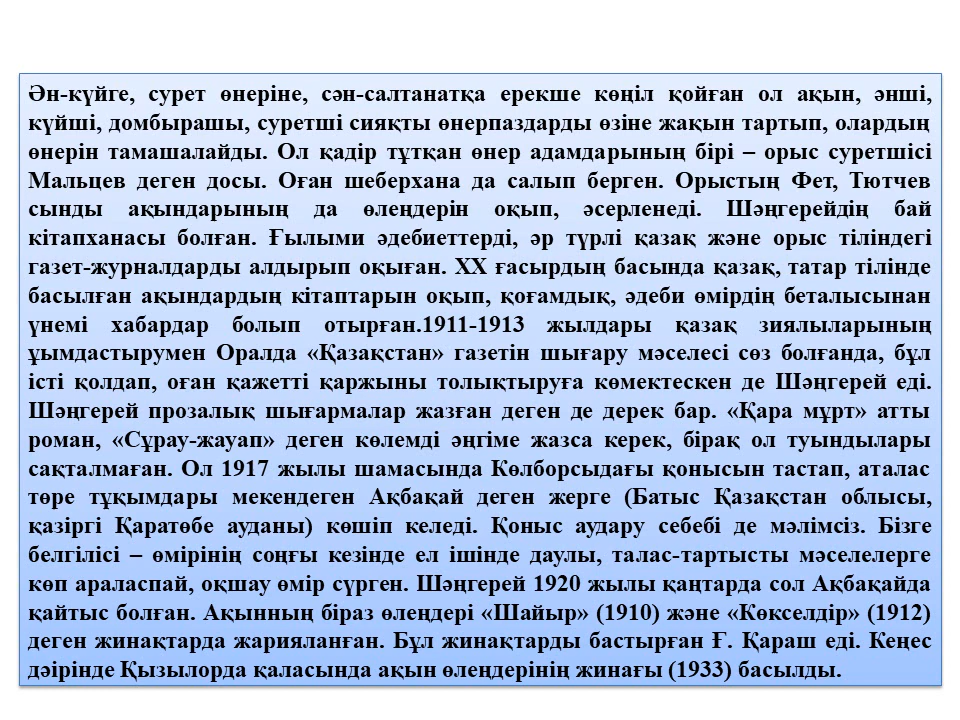 Ән-күйге, сурет өнеріне, сән-салтанатқа ерекше көңіл қойған ол ақын, әнші,
күйші, домбырашы, суретші сияқты өнерпаздарды өзіне жақын тартып, олардың
өнерін тамашалайды. Ол қадір тұтқан өнер адамдарының бірі – орыс суретшісі
Мальцев деген досы. Оған шеберхана да салып берген. Орыстың Фет, Тютчев
сынды ақындарының да өлеңдерін оқып, әсерленеді. Шәңгерейдің бай
кітапханасы болған. Ғылыми әдебиеттерді, әр түрлі қазақ және орыс тіліндегі
газет-журналдарды алдырып оқыған. ХХ ғасырдың басында қазақ, татар тілінде
басылған ақындардың кітаптарын оқып, қоғамдық, әдеби өмірдің беталысынан
үнемі хабардар болып отырған.1911-1913 жылдары қазақ зиялыларының
ұымдастырумен Оралда «Қазақстан» газетін шығару мәселесі сөз болғанда, бұл
істі қолдап, оған қажетті қаржыны толықтыруға көмектескен де Шәңгерей еді.
Шәңгерей прозалық шығармалар жазған деген де дерек бар. «Қара мұрт» атты
роман, «Сұрау-жауап» деген көлемді әңгіме жазса керек, бірақ ол туындылары
сақталмаған. Ол 1917 жылы шамасында Көлборсыдағы қонысын тастап, аталас
төре тұқымдары мекендеген Ақбақай деген жерге (Батыс Қазақстан облысы,
қазіргі Қаратөбе ауданы) көшіп келеді. Қоныс аудару себебі де мәлімсіз. Бізге
белгілісі – өмірінің соңғы кезінде ел ішінде даулы, талас-тартысты мәселелерге
көп араласпай, оқшау өмір сүрген. Шәңгерей 1920 жылы қаңтарда сол Ақбақайда
қайтыс болған. Ақынның біраз өлеңдері «Шайыр» (1910) және «Көкселдір» (1912)
деген жинақтарда жарияланған. Бұл жинақтарды бастырған Ғ. Қараш еді. Кеңес
дәірінде Қызылорда қаласында ақын өлеңдерінің жинағы (1933) басылды.